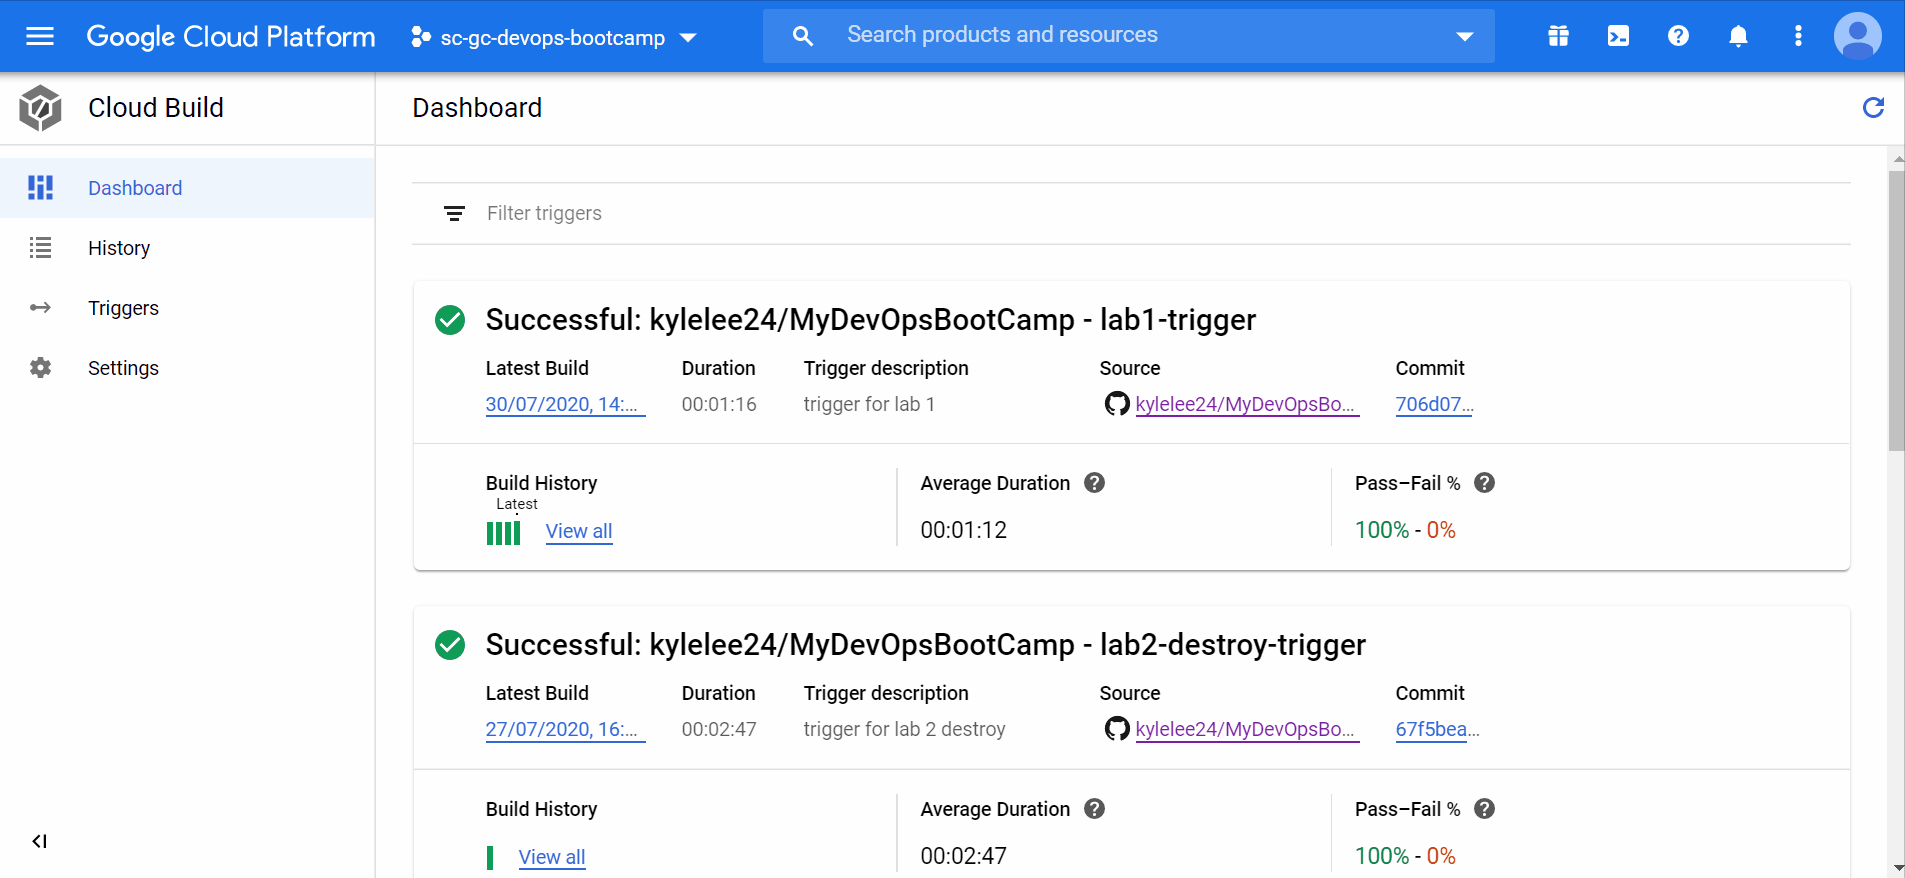 Google Cloud Platform
sc-gc-devops-bootcamp
Search products and resources
Cloud Build
Dashboard
Dashboard
History
Triggers
Settings
Filter triggers
Successful: kylelee24/MyDevOpsBootCamp - lab1-trigger
Latest Build Duration Trigger description Source Commit
30/07/2020, 14:... 00:01:16 trigger for lab 1 kylelee24/MyDevOpsBo... 706d07...
Build History Average Duration Pass–Fail %
Latest
View all 00:01:12 100% - 0%
Successful: kylelee24/MyDevOpsBootCamp - lab2-destroy-trigger
Latest Build Duration Trigger description Source Commit
27/07/2020, 16:... 00:02:47 trigger for lab 2 destroy kylelee24/MyDevOpsBo... 67f5bea...
Build History Average Duration Pass–Fail %
View all 00:02:47 100% - 0%